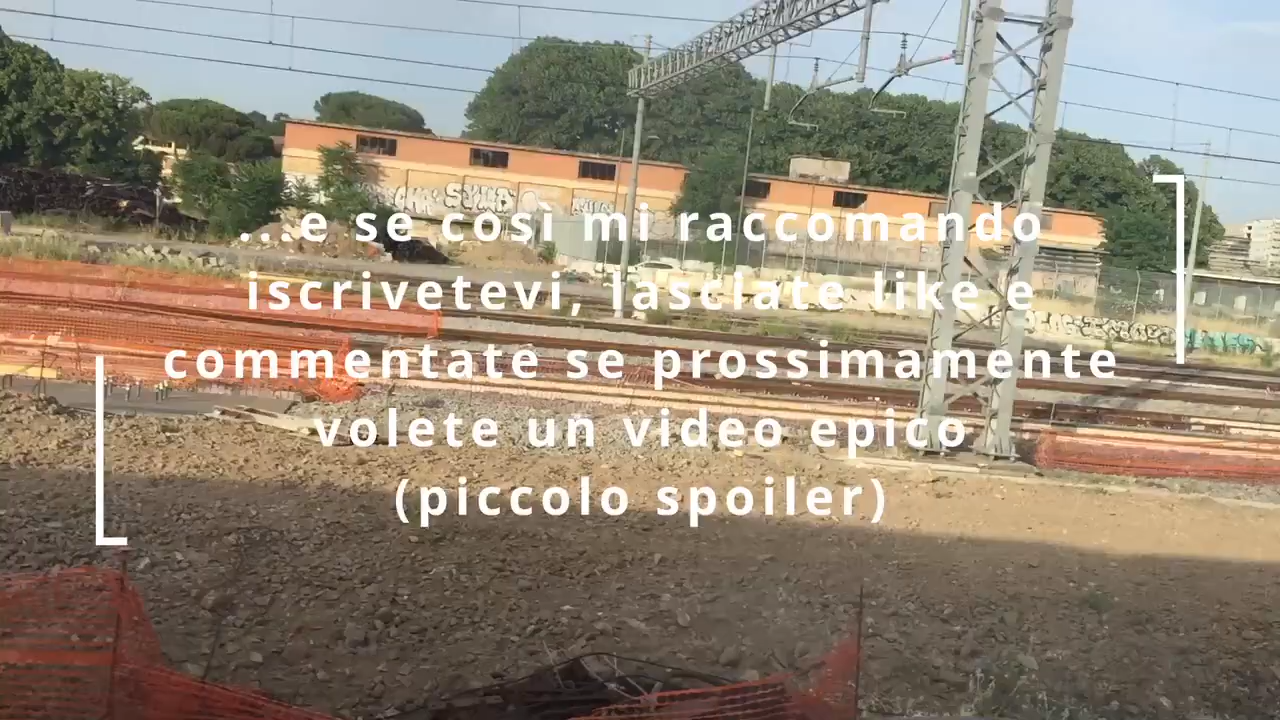 ...e se così mi raccomando
iscrivetevi, lasciate like e
commentate se prossimamente
volete un video epico
(piccolo spoiler)